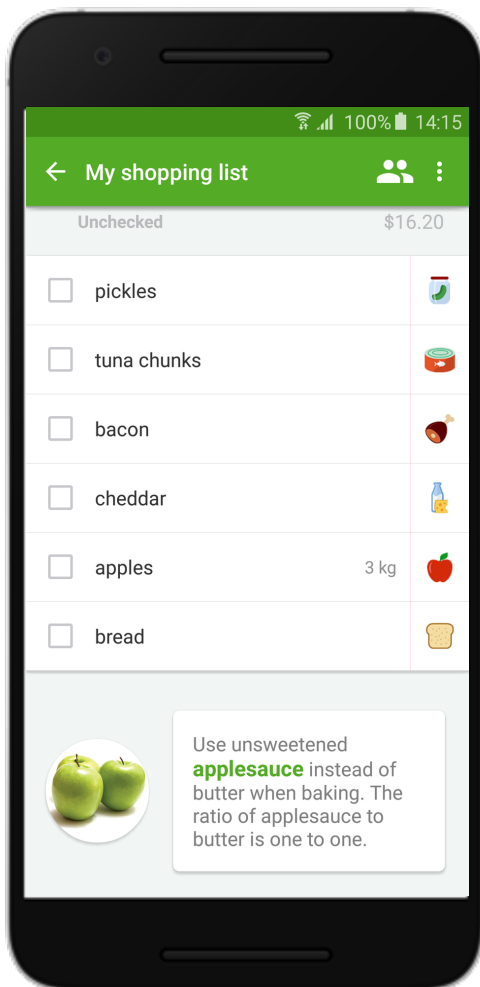 100% 14:15
My shopping list
Unchecked $16.20
pickles
tuna chunks
bacon
cheddar
apples 3 kg
bread
Use unsweetened
applesauce instead of
butter when baking. The
ratio of applesauce to
butter is one to one.